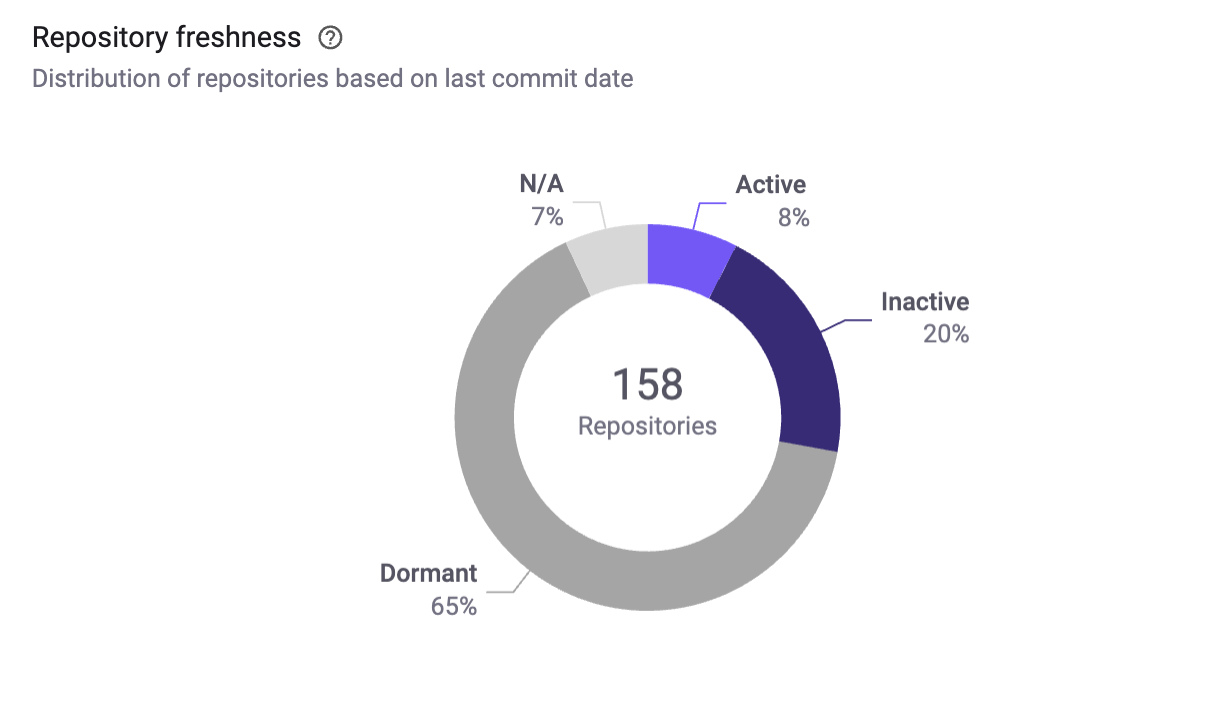 Repository freshness
Distribution of repositories based on last commit date
N/A
7%
Active
8%
Inactive
20%
158
Repositories
Dormant
65%